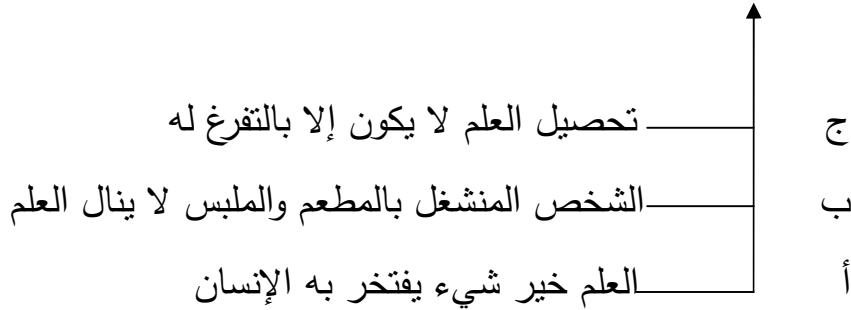 ج تحصيل العلم لا يكون إلا بالتفرغ له
ب الشخص المنشغل بالمطعم والملبس لا ينال العلم
أ العلم خير شيء يفتخر به الإنسان